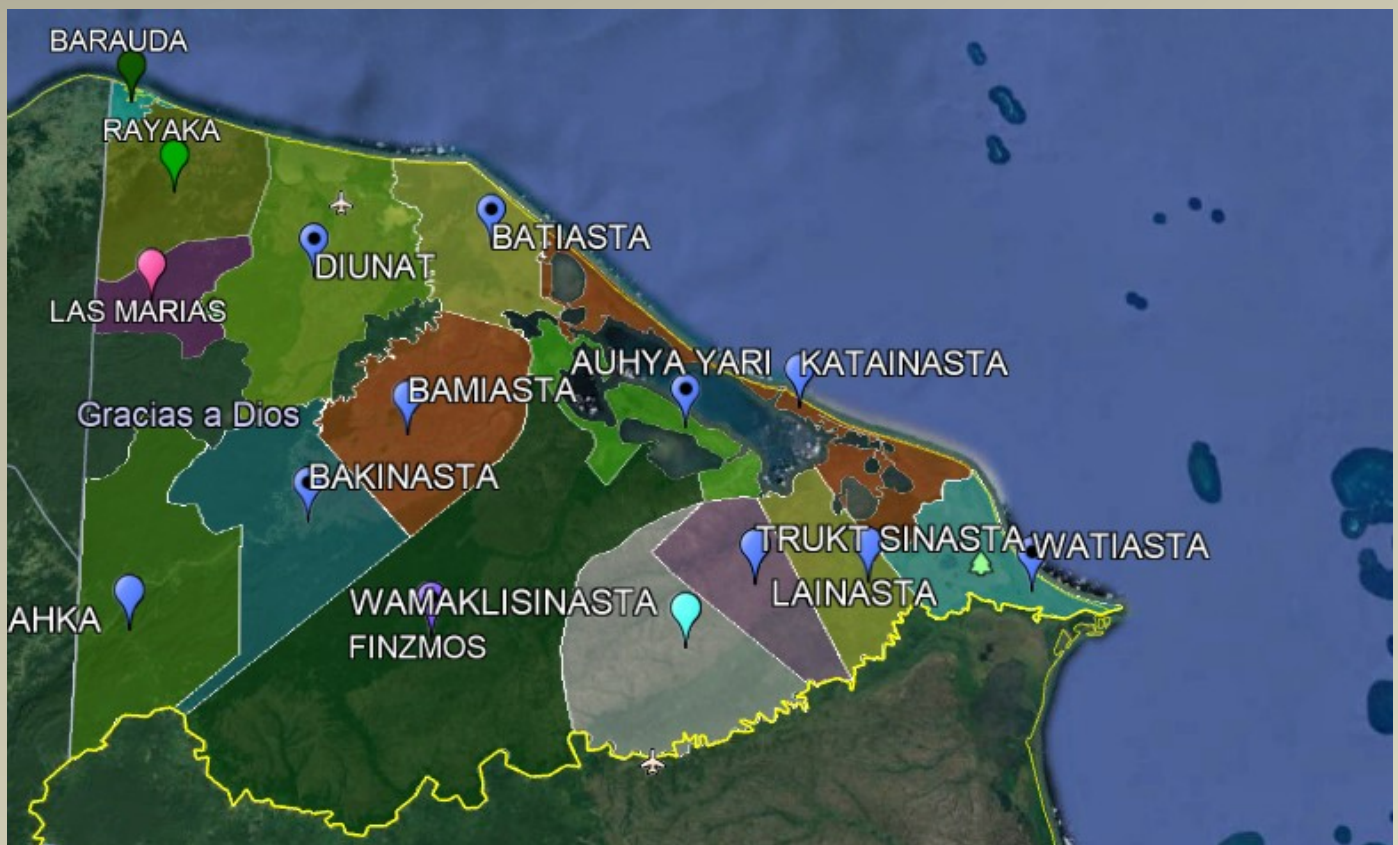 BARAUDA
RAYAKA
BATIASTA
DIUNAT
LAS MARIAS
AUHYA YARI
KATAINASTA
BAMIASTA
Gracias a Dios
BAKINASTA
TRUKT SINASTA
WATIASTA
LAINASTA
WAMAKLISINASTA
AHKA
FINZMOS